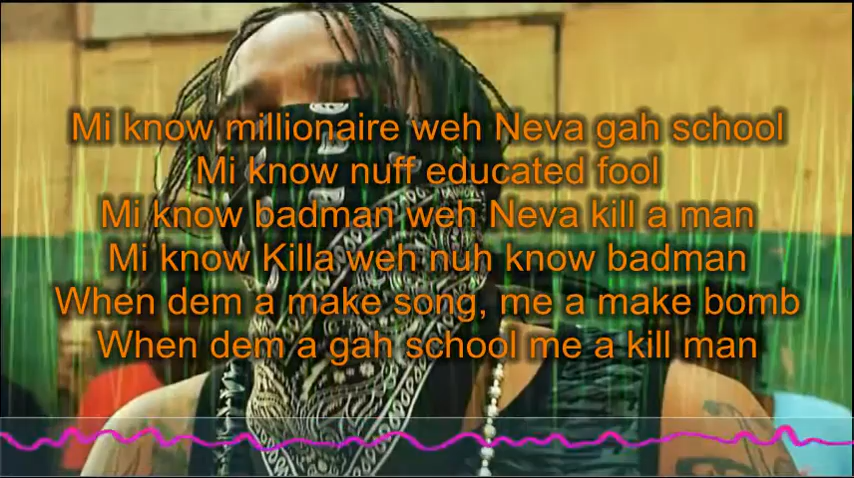 Mi know millionaire weh Neva gah school
Mi know nuff educated fool
Mi know badman weh Neva kill a man
Mi know Killa weh nuh know badman
When dem a make song, me a make bomb
When dem a gah school me a kill man